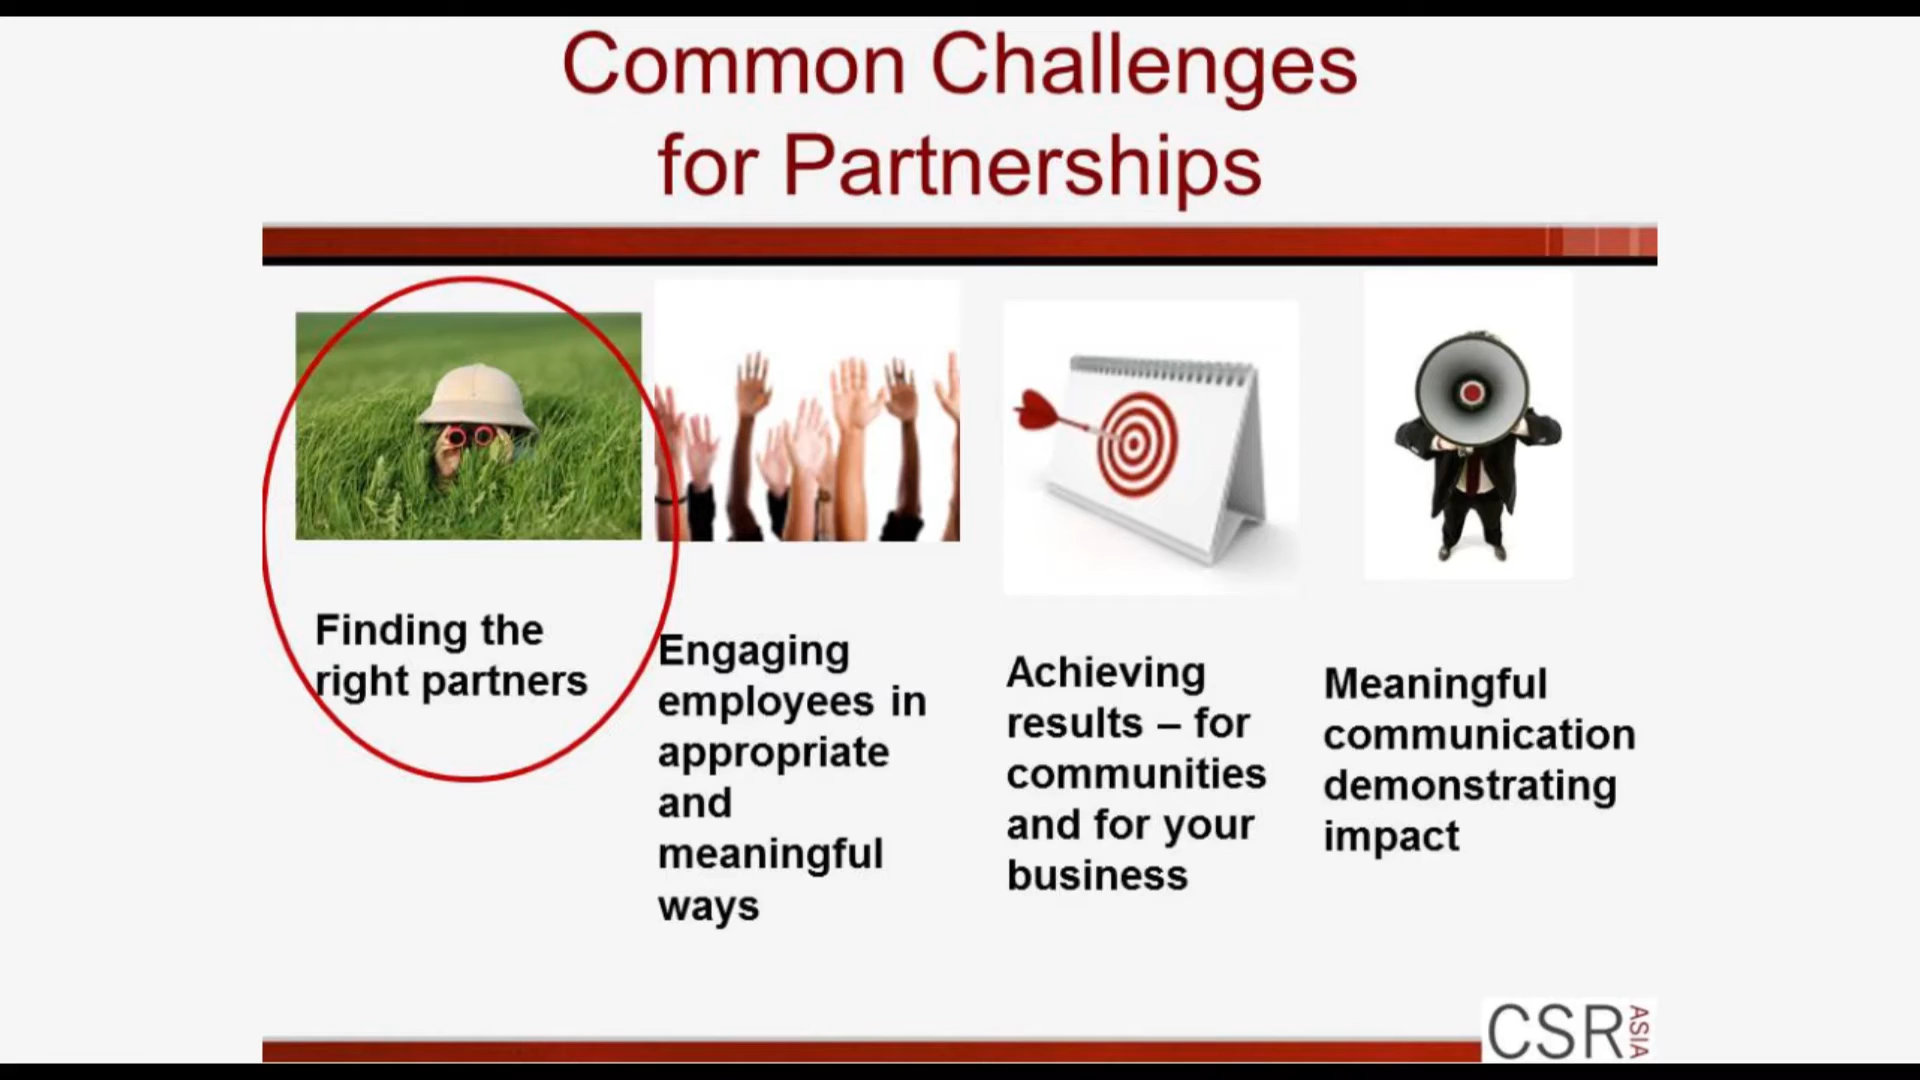 Common Challenges
for Partnerships
Finding the
right partners
Engaging
employees in
appropriate
and
meaningful
ways
Achieving
results – for
communities
and for your
business
Meaningful
communication
demonstrating
impact
CSR ASIA